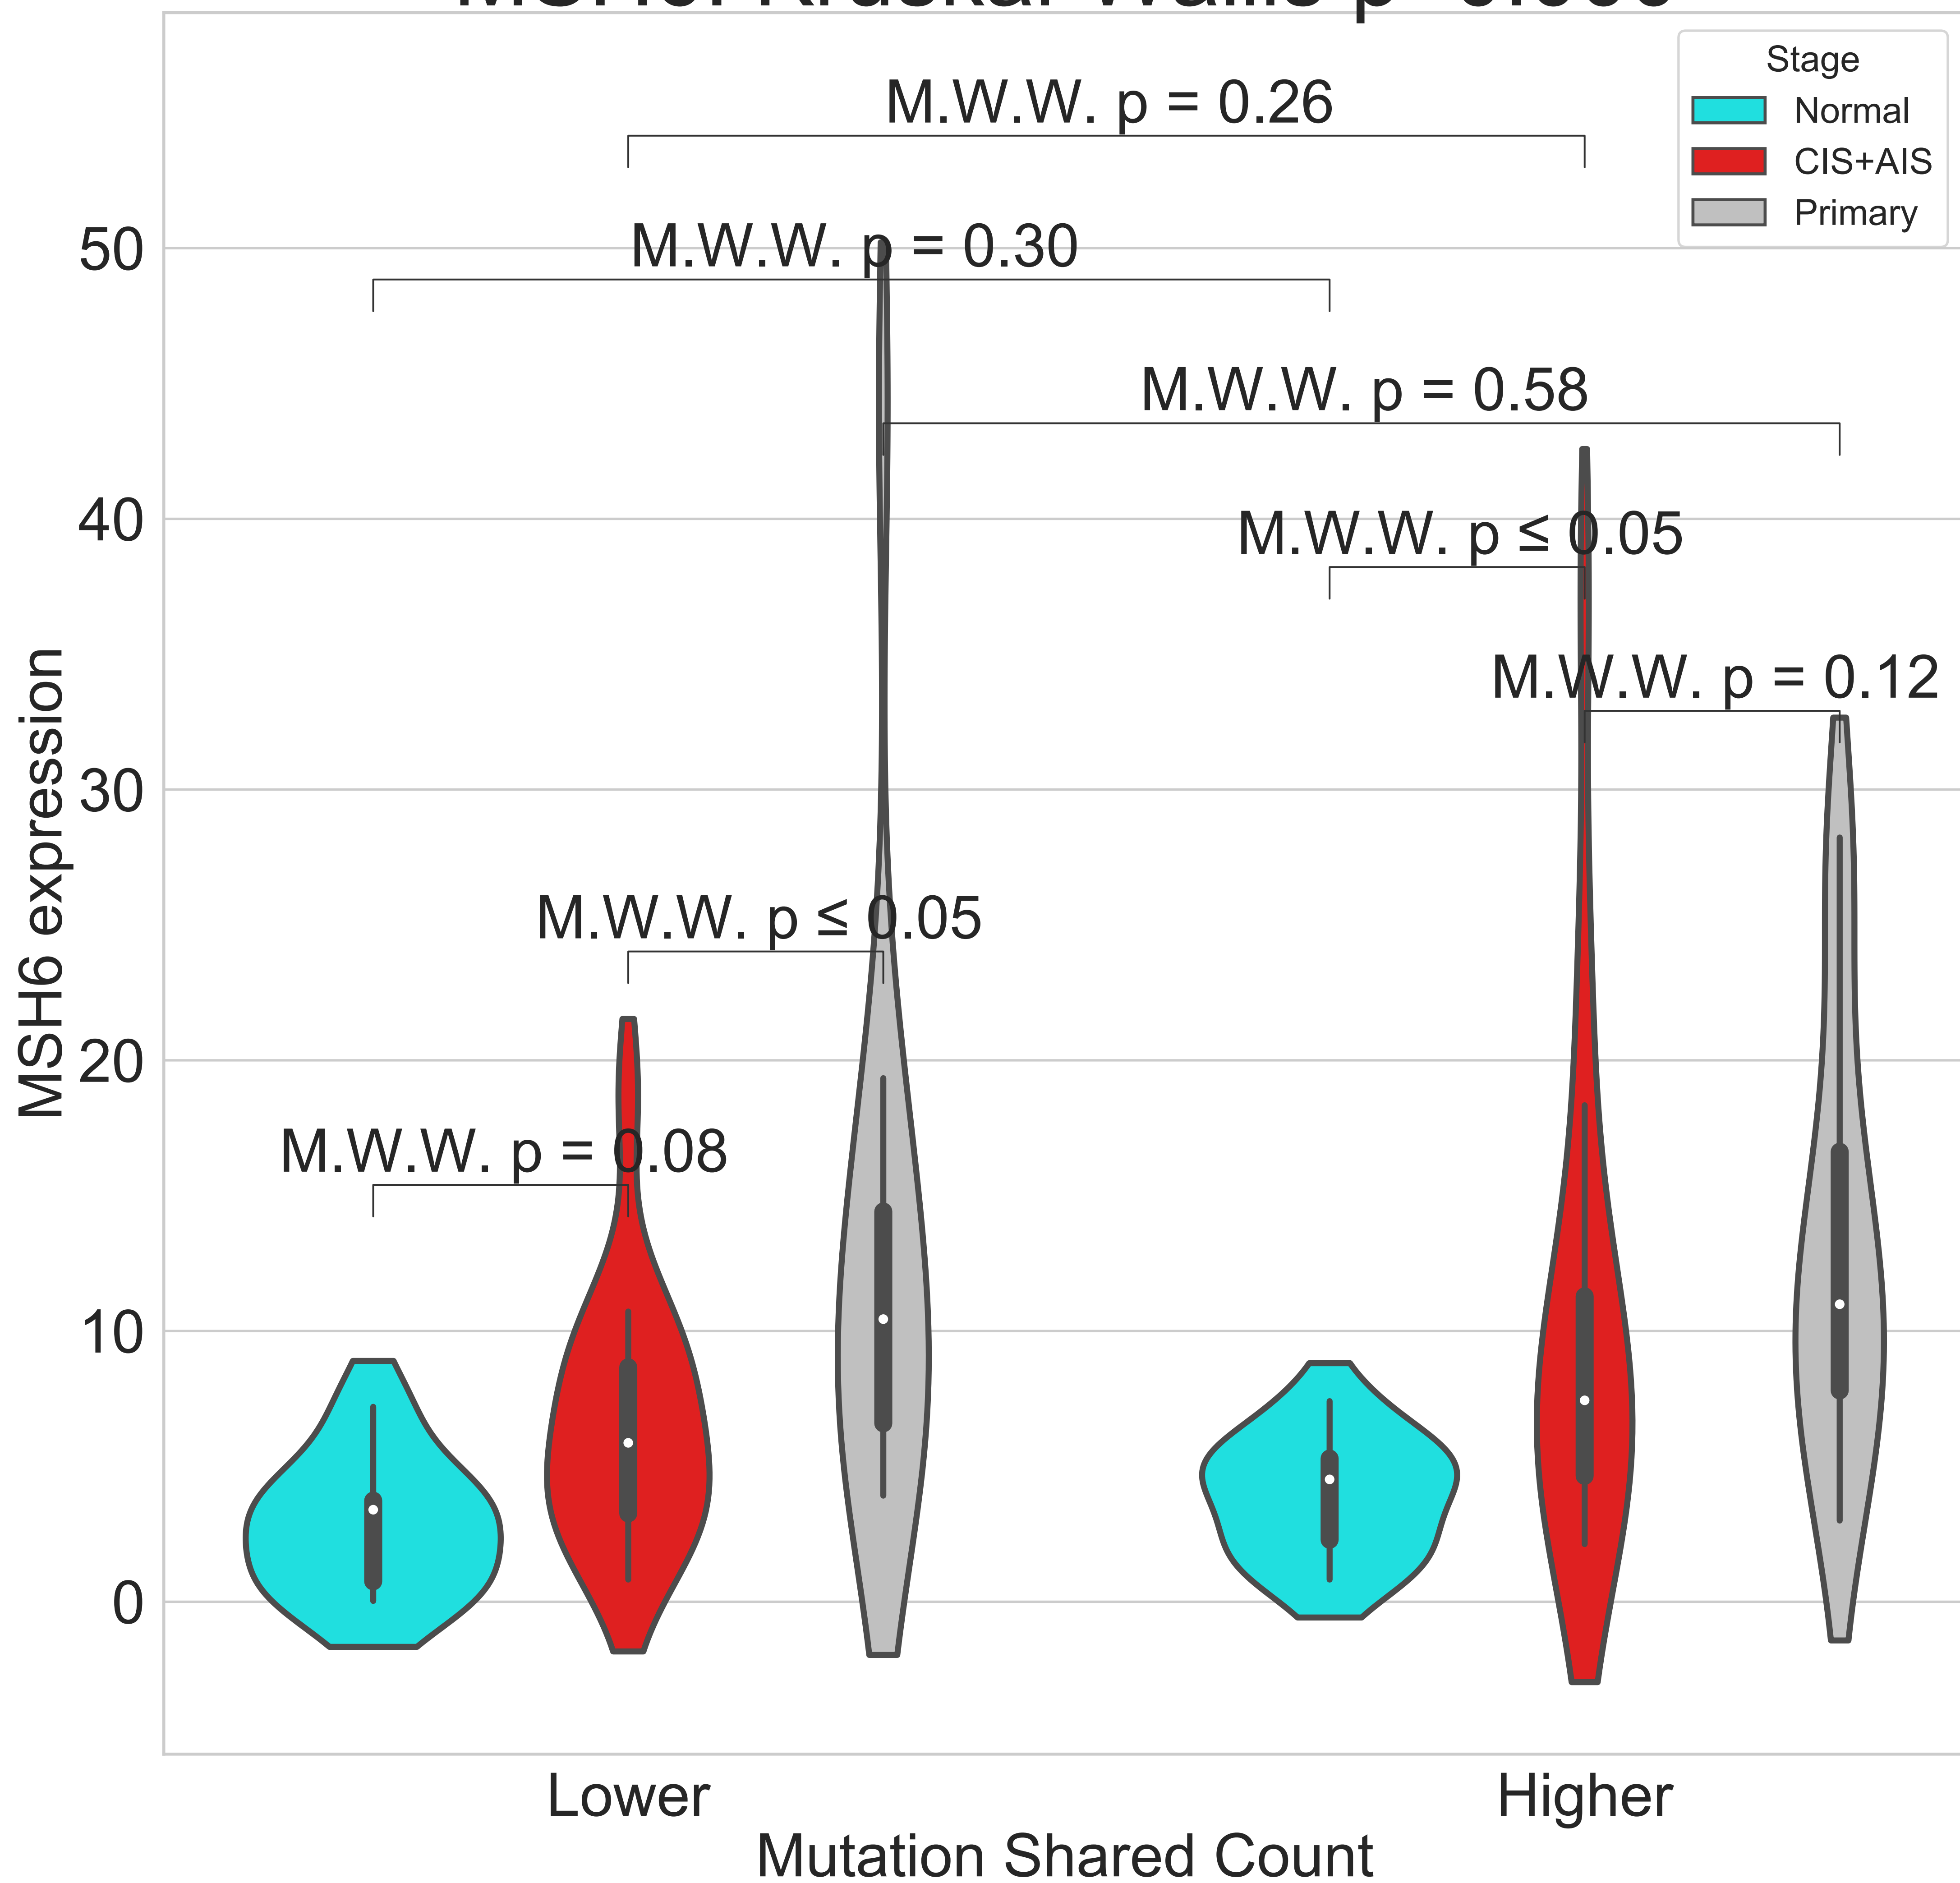 Stage
Normal
CIS+AIS
Primary
M.W.W. p = 0.26
M.W.W. p = 0.30
M.W.W. p = 0.58
M.W.W. p ≤ 0.05
M.W.W. p = 0.12
M.W.W. p ≤ 0.05
M.W.W. p = 0.08
50
40
30
20
10
0
MSH6 expression
Lower
Higher
Mutation Shared Count